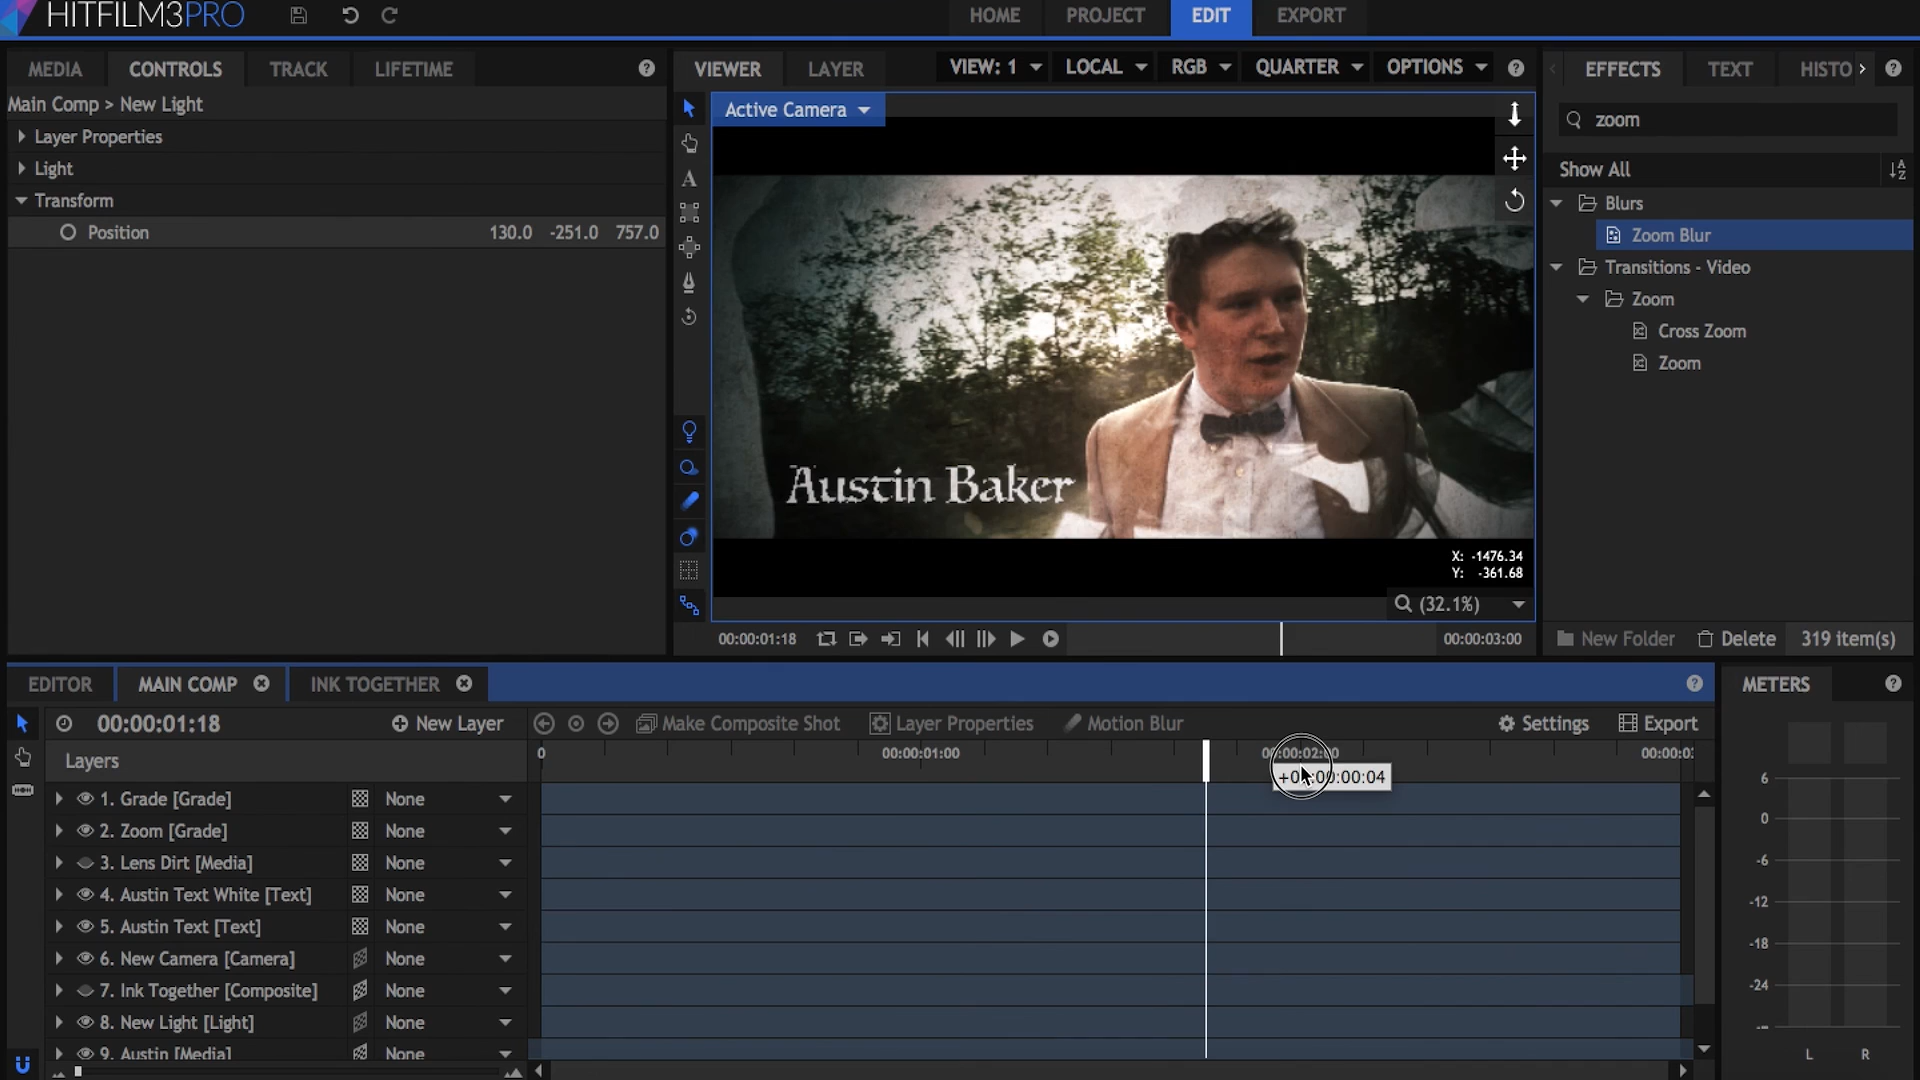 HITFILM3PRO
HOME PROJECT EDIT EXPORT
MEDIA CONTROLS TRACK LIFETIME
Main Comp > New Light
Layer Properties
Light
Transform
Position 130.0 -251.0 757.0
VIEWER LAYER VIEW: 1 LOCAL RGB QUARTER OPTIONS
Active Camera
Austin Baker
X: -1476.34
Y: -361.68
(32.1%)
00:00:01:18 00:00:03:00
EFFECTS TEXT HISTO
zoom
Show All
Blurs
Zoom Blur
Transitions - Video
Zoom
Cross Zoom
Zoom
New Folder Delete 319 item(s)
EDITOR MAIN COMP INK TOGETHER
00:00:01:18 New Layer Make Composite Shot Layer Properties Motion Blur Settings Export
Layers 0 00:00:01:00 00:00:02:00 00:00:0
1. Grade [Grade] None
2. Zoom [Grade] None
3. Lens Dirt [Media] None
4. Austin Text White [Text] None
5. Austin Text [Text] None
6. New Camera [Camera] None
7. Ink Together [Composite] None
8. New Light [Light] None
9. Austin [Media] None
METERS
6
0
-6
-12
-18
-24
-∞
L R